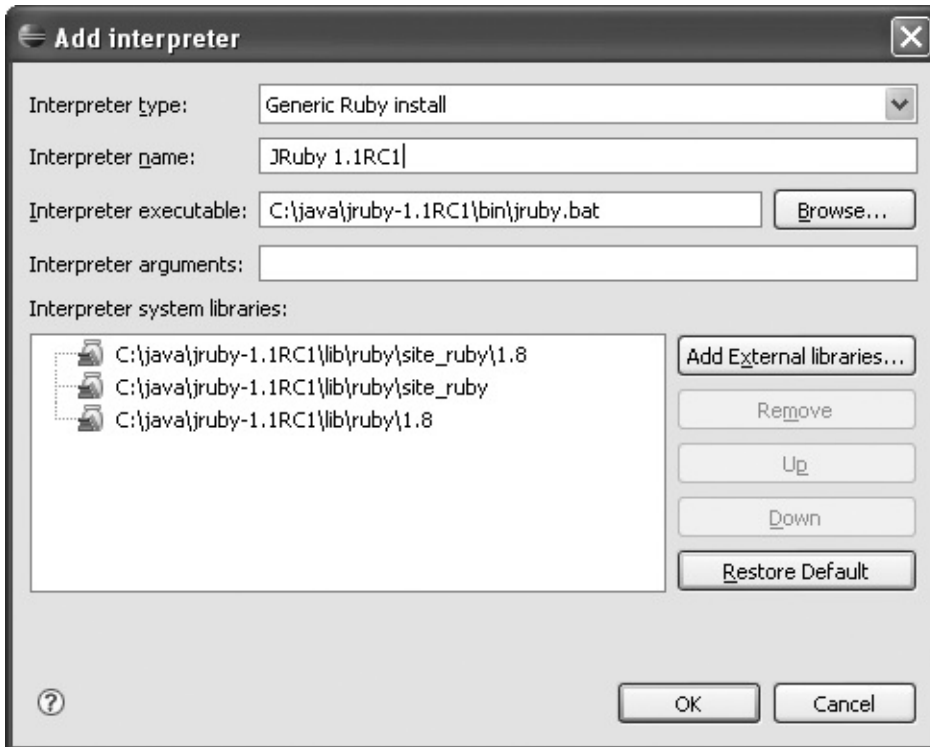 Add interpreter
Interpreter type: Generic Ruby install
Interpreter name: JRuby 1.1RC1
Interpreter executable: C:\java\jruby-1.1RC1\bin\jruby.bat Browse...
Interpreter arguments:
Interpreter system libraries:
C:\java\jruby-1.1RC1\lib\ruby\site_ruby\1.8
C:\java\jruby-1.1RC1\lib\ruby\site_ruby
C:\java\jruby-1.1RC1\lib\ruby\1.8
Add External libraries...
Remove
Up
Down
Restore Default
? OK Cancel